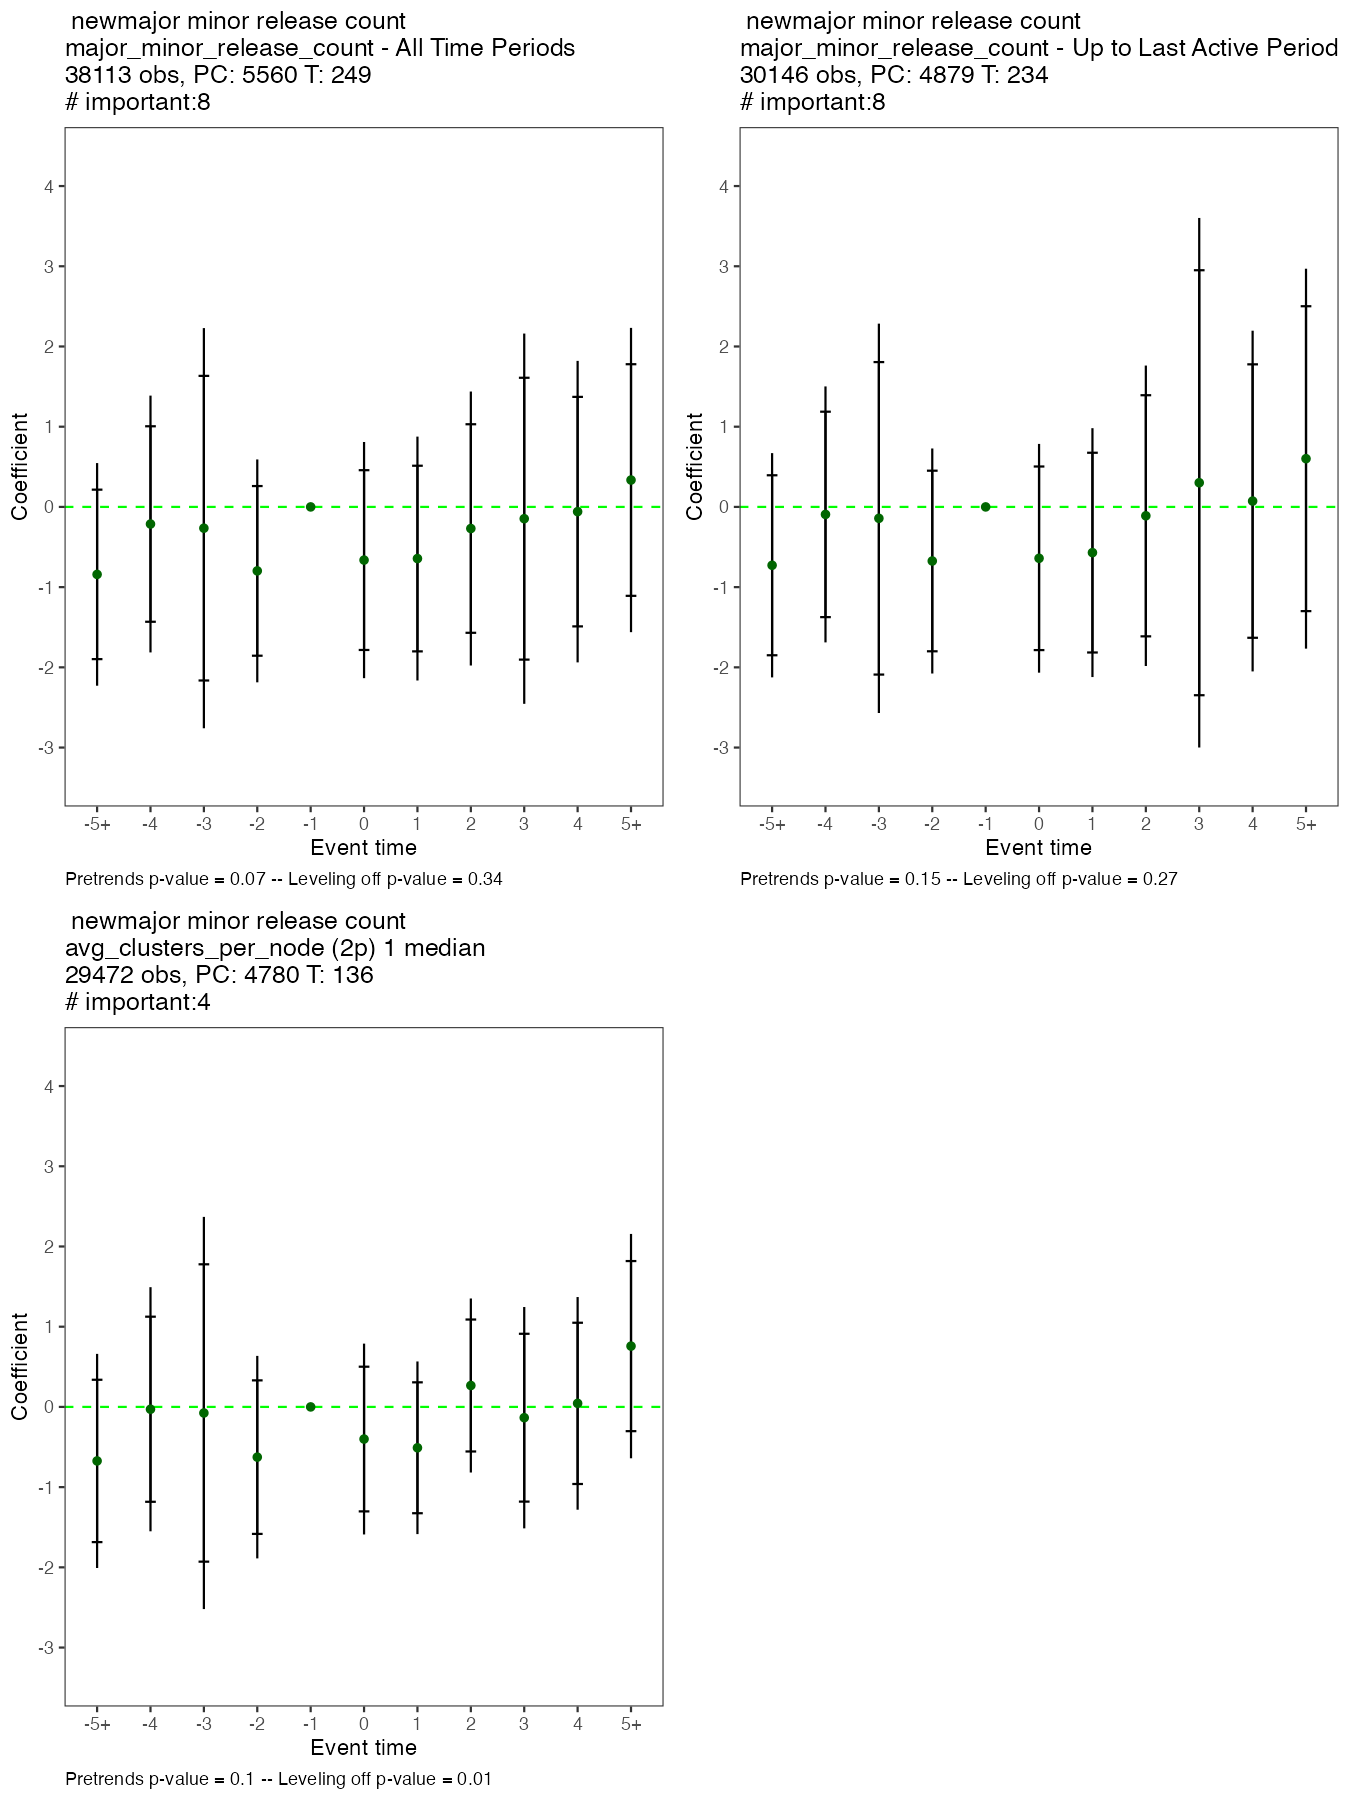 newmajor minor release count
major_minor_release_count - All Time Periods
38113 obs, PC: 5560 T: 249
# important:8
4
3
2
1
0
-1
-2
-3
Coefficient
-5+ -4 -3 -2 -1 0 1 2 3 4 5+
Event time
Pretrends p-value = 0.07 -- Leveling off p-value = 0.34
newmajor minor release count
major_minor_release_count - Up to Last Active Period
30146 obs, PC: 4879 T: 234
# important:8
4
3
2
1
0
-1
-2
-3
Coefficient
-5+ -4 -3 -2 -1 0 1 2 3 4 5+
Event time
Pretrends p-value = 0.15 -- Leveling off p-value = 0.27
newmajor minor release count
avg_clusters_per_node (2p) 1 median
29472 obs, PC: 4780 T: 136
# important:4
4
3
2
1
0
-1
-2
-3
Coefficient
-5+ -4 -3 -2 -1 0 1 2 3 4 5+
Event time
Pretrends p-value = 0.1 -- Leveling off p-value = 0.01